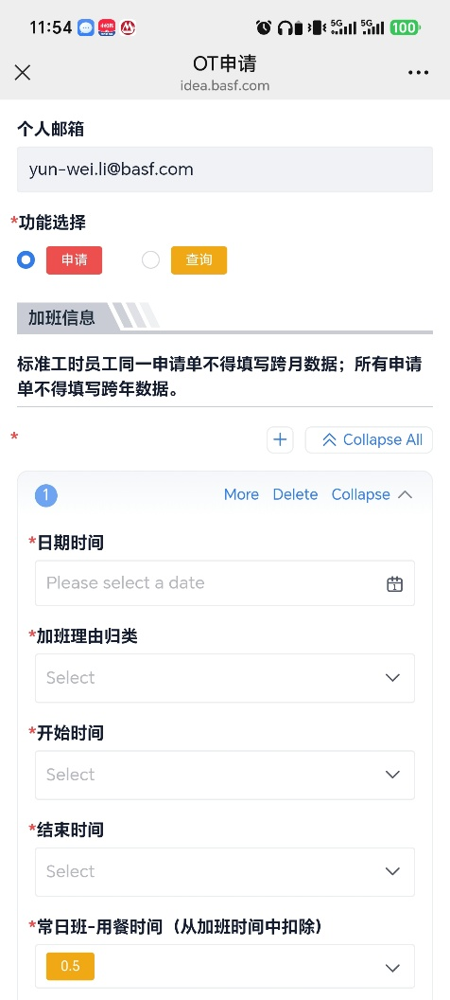 11:54
5G
5G
100
OT申请
idea.basf.com
个人邮箱
yun-wei.li@basf.com
*功能选择
申请
查询
加班信息
标准工时员工同一申请单不得填写跨月数据；所有申请
单不得填写跨年数据。
*
Collapse All
1
More Delete Collapse
*日期时间
Please select a date
*加班理由归类
Select
*开始时间
Select
*结束时间
Select
*常日班-用餐时间（从加班时间中扣除）
0.5